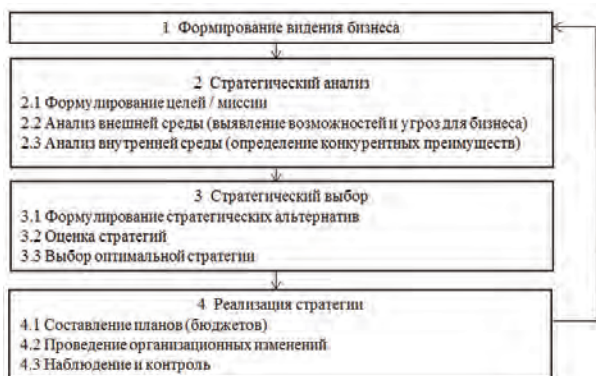 1 Формирование видения бизнеса
2 Стратегический анализ
2.1 Формулирование целей / миссии
2.2 Анализ внешней среды (выявление возможностей и угроз для бизнеса)
2.3 Анализ внутренней среды (определение конкурентных преимуществ)
3 Стратегический выбор
3.1 Формулирование стратегических альтернатив
3.2 Оценка стратегий
3.3 Выбор оптимальной стратегии
4 Реализация стратегии
4.1 Составление планов (бюджетов)
4.2 Проведение организационных изменений
4.3 Наблюдение и контроль